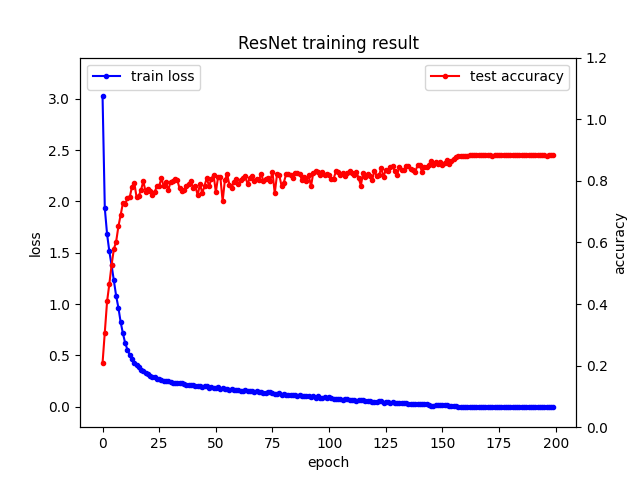 ResNet training result
train loss
test accuracy
3.0
2.5
2.0
1.5
1.0
0.5
0.0
loss
1.2
1.0
0.8
0.6
0.4
0.2
0.0
accuracy
0 25 50 75 100 125 150 175 200
epoch